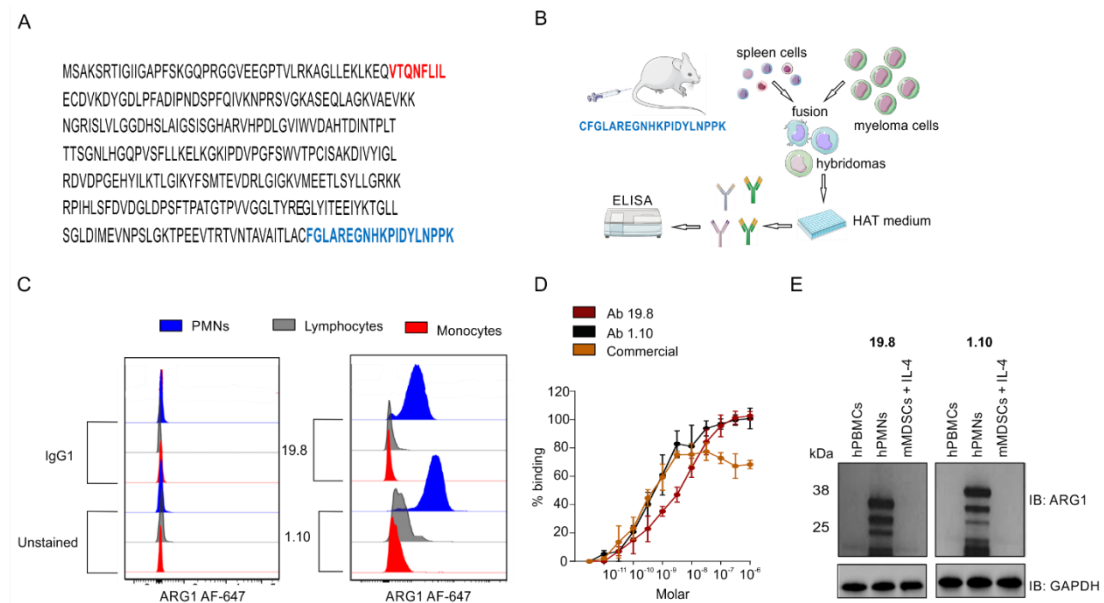 A
MSAKSRTIGIIGAPFSKGQPRGGVEEGPTVLRKAGLLEKLKEQVTQNFLIL
ECDVKDYGDLPFADIPNDSPFQIVKNPRSVGKASEQLAGKVAEVKK
NGRISLVLGGDHSLAIGSISGHARVHPDLGVIWVDAHTDINTPLT
TTSGNLHGQPVSFLLKELKGKIPDVPGFSWVTPCISAKDIVYIGL
RDVDPGEHYILKTLGIKYFSMTEVDRLGIGKVMEETLSYLLGRKK
RPIHLSFDVDGLDPSFTPATGTPVVGGLTYREGLYITEEIYKTGLL
SGLDIMEVNPSLGKTPEEVTRTVNTAVAITLACFGLAREGNHKPIDYLNPPK
B
spleen cells
fusion
myeloma cells
CFGLAREGNHKPIDYLNPPK
hybridomas
ELISA
HAT medium
C
PMNs
Lymphocytes
Monocytes
IgG1
Unstained
19.8
1.10
ARG1 AF-647
ARG1 AF-647
D
Ab 19.8
Ab 1.10
Commercial
% binding
120
100
80
60
40
20
0
10-11 10-10 10-9 10-8 10-7 10-6
Molar
E
19.8
1.10
hPBMCs
hPMNs
mMDSCs + IL-4
hPBMCs
hPMNs
mMDSCs + IL-4
kDa
38
25
IB: ARG1
IB: GAPDH